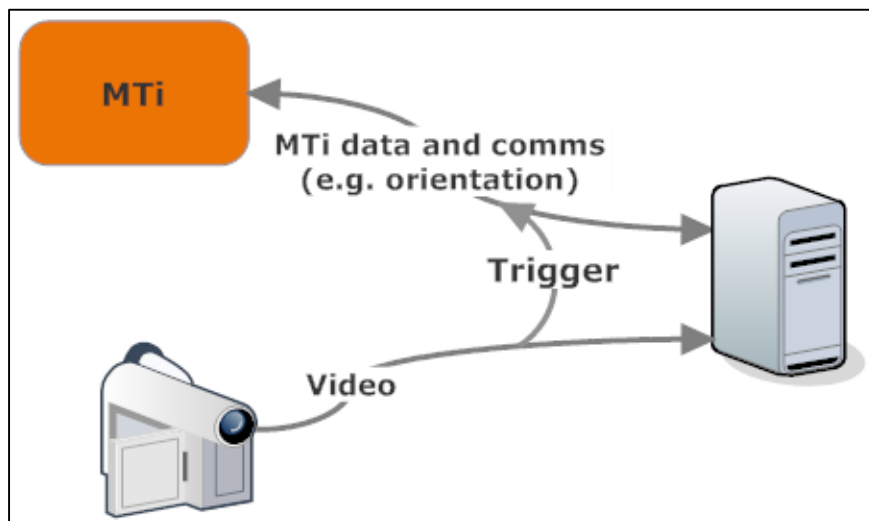 MTi
MTi data and comms
(e.g. orientation)
Trigger
Video